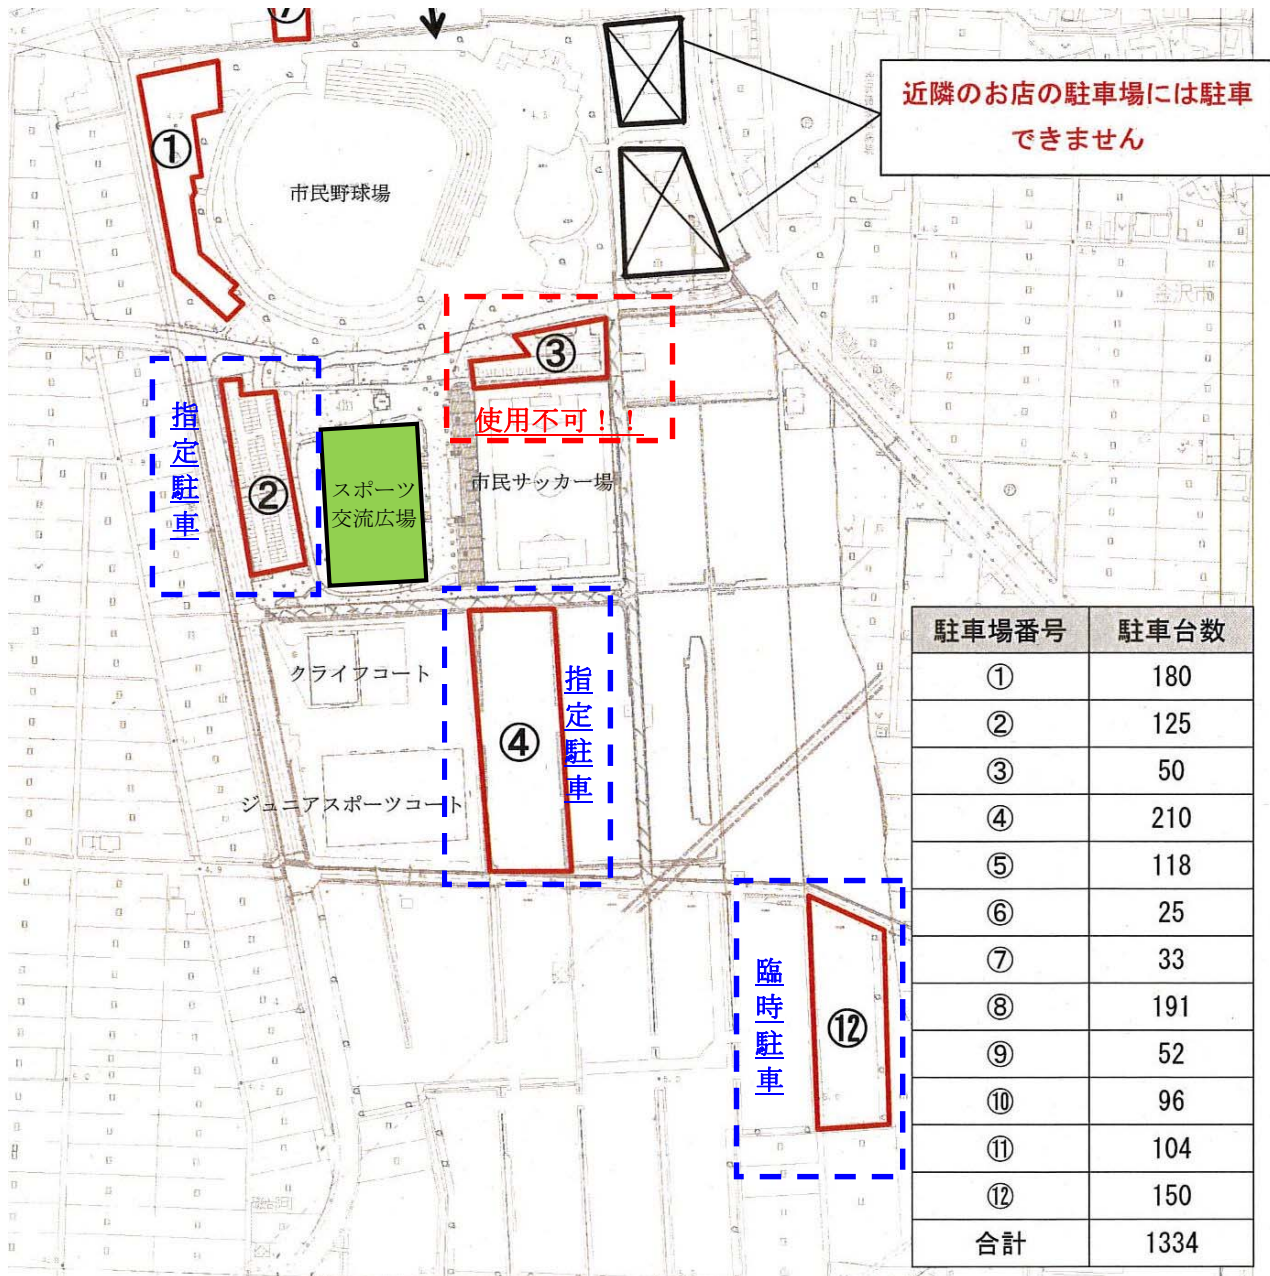 ⑦
近隣のお店の駐車場には駐車
できません
①
市民野球場
金沢市
③
使用不可！！
指定駐車
②
スポーツ
交流広場
市民サッカー場
クライフコート
指定駐車
④
ジュニアスポーツコート
臨時駐車
⑫
駐車場番号 駐車台数
① 180
② 125
③ 50
④ 210
⑤ 118
⑥ 25
⑦ 33
⑧ 191
⑨ 52
⑩ 96
⑪ 104
⑫ 150
合計 1334